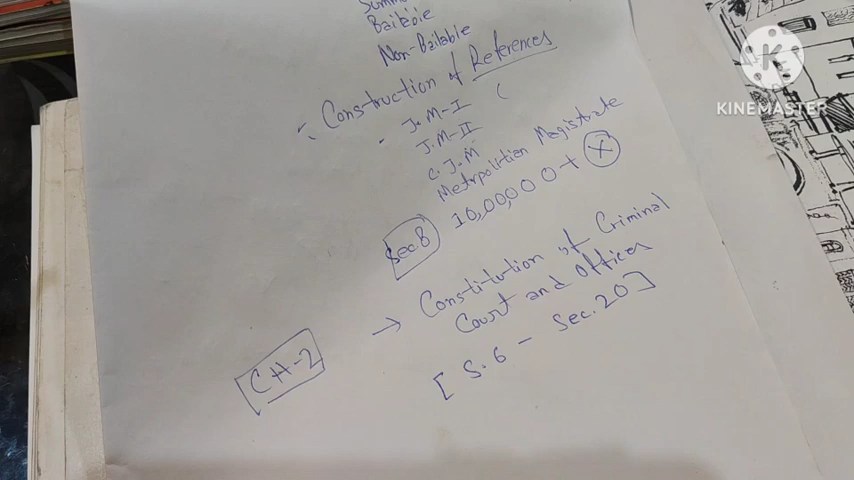 Bailable
Non-Bailable
Construction of References
J.M-I (
J.M-II
C.J.M
Metrpolitian Magistrate
Sec.8 10,00,000+ X
CH-2 → Constitution of Criminal
Court and Offices
[S.6 - Sec.20]
K
KINEMASTER